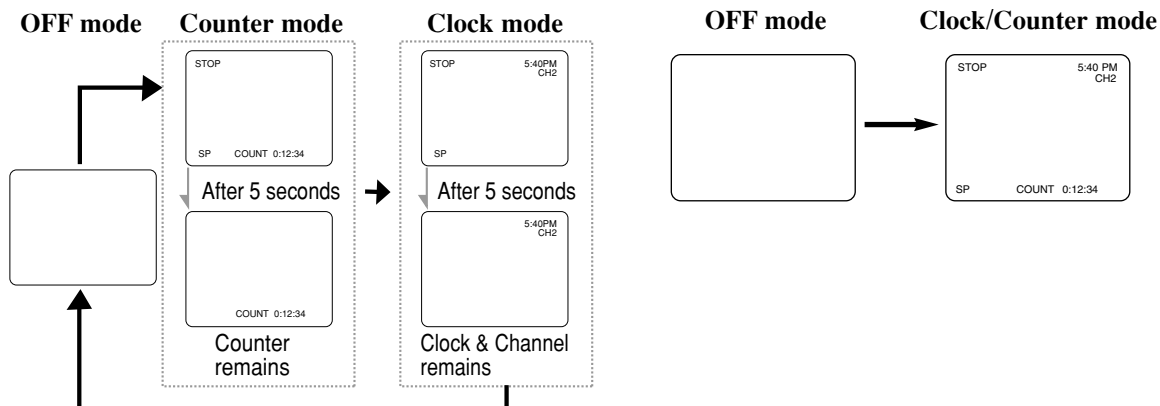 OFF mode
Counter mode
STOP
SP COUNT 0:12:34
After 5 seconds
COUNT 0:12:34
Counter
remains
Clock mode
STOP 5:40PM
CH2
SP
After 5 seconds
5:40PM
CH2
Clock & Channel
remains
OFF mode
Clock/Counter mode
STOP 5:40 PM
CH2
SP COUNT 0:12:34